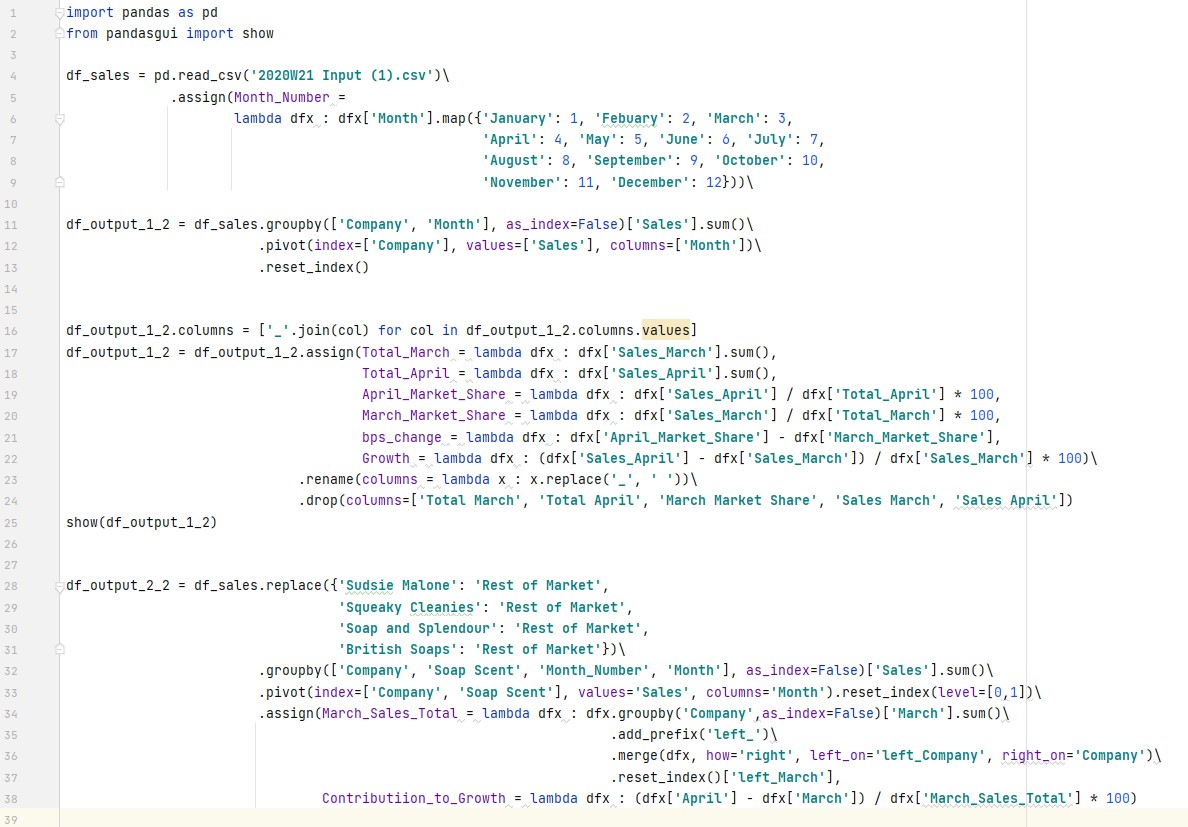 1 import pandas as pd
2 from pandasgui import show
3
4 df_sales = pd.read_csv('2020W21 Input (1).csv')\
5 .assign(Month_Number =
6 lambda dfx : dfx['Month'].map({'January': 1, 'Febuary': 2, 'March': 3,
7 'April': 4, 'May': 5, 'June': 6, 'July': 7,
8 'August': 8, 'September': 9, 'October': 10,
9 'November': 11, 'December': 12}))\
10
11 df_output_1_2 = df_sales.groupby(['Company', 'Month'], as_index=False)['Sales'].sum()\
12 .pivot(index=['Company'], values=['Sales'], columns=['Month'])\
13 .reset_index()
14
15
16 df_output_1_2.columns = ['_'.join(col) for col in df_output_1_2.columns.values]
17 df_output_1_2 = df_output_1_2.assign(Total_March = lambda dfx : dfx['Sales_March'].sum(),
18 Total_April = lambda dfx : dfx['Sales_April'].sum(),
19 April_Market_Share = lambda dfx : dfx['Sales_April'] / dfx['Total_April'] * 100,
20 March_Market_Share = lambda dfx : dfx['Sales_March'] / dfx['Total_March'] * 100,
21 bps_change = lambda dfx : dfx['April_Market_Share'] - dfx['March_Market_Share'],
22 Growth = lambda dfx : (dfx['Sales_April'] - dfx['Sales_March']) / dfx['Sales_March'] * 100)\
23 .rename(columns = lambda x : x.replace('_', ' '))\
24 .drop(columns=['Total March', 'Total April', 'March Market Share', 'Sales March', 'Sales April'])
25 show(df_output_1_2)
26
27
28 df_output_2_2 = df_sales.replace({'Sudsie Malone': 'Rest of Market',
29 'Squeaky Cleanies': 'Rest of Market',
30 'Soap and Splendour': 'Rest of Market',
31 'British Soaps': 'Rest of Market'})\
32 .groupby(['Company', 'Soap Scent', 'Month_Number', 'Month'], as_index=False)['Sales'].sum()\
33 .pivot(index=['Company', 'Soap Scent'], values='Sales', columns='Month').reset_index(level=[0,1])\
34 .assign(March_Sales_Total = lambda dfx : dfx.groupby('Company',as_index=False)['March'].sum()\
35 .add_prefix('left_')\
36 .merge(dfx, how='right', left_on='left_Company', right_on='Company')\
37 .reset_index()['left_March'],
38 Contributiion_to_Growth = lambda dfx : (dfx['April'] - dfx['March']) / dfx['March_Sales_Total'] * 100)
39